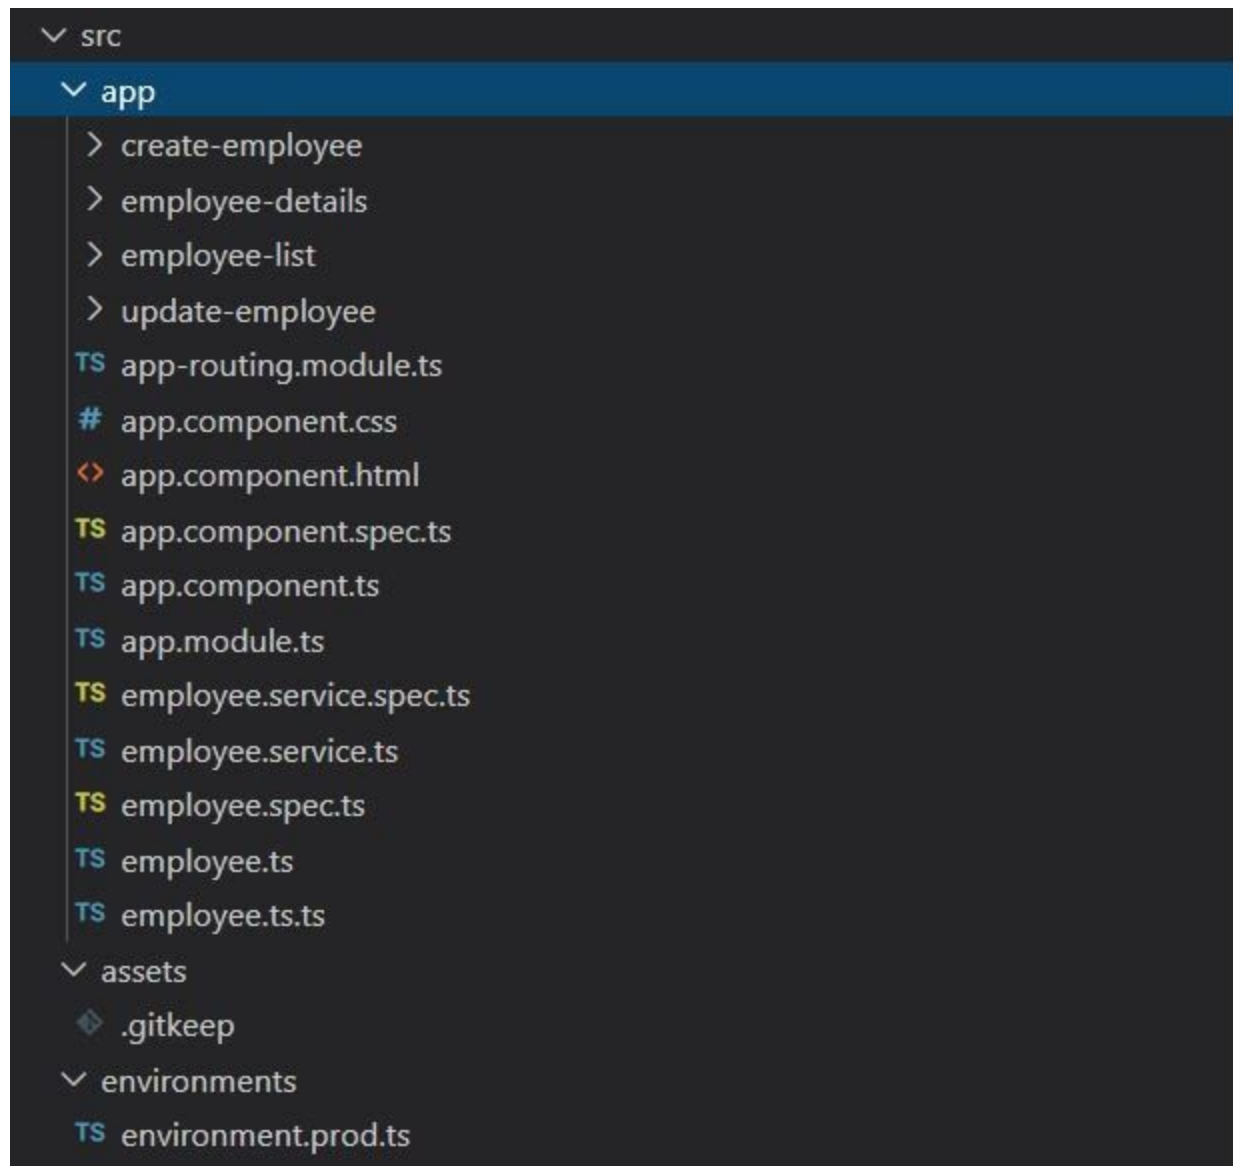 src
app
create-employee
employee-details
employee-list
update-employee
TS app-routing.module.ts
# app.component.css
<> app.component.html
TS app.component.spec.ts
TS app.component.ts
TS app.module.ts
TS employee.service.spec.ts
TS employee.service.ts
TS employee.spec.ts
TS employee.ts
TS employee.ts.ts
assets
.gitkeep
environments
TS environment.prod.ts